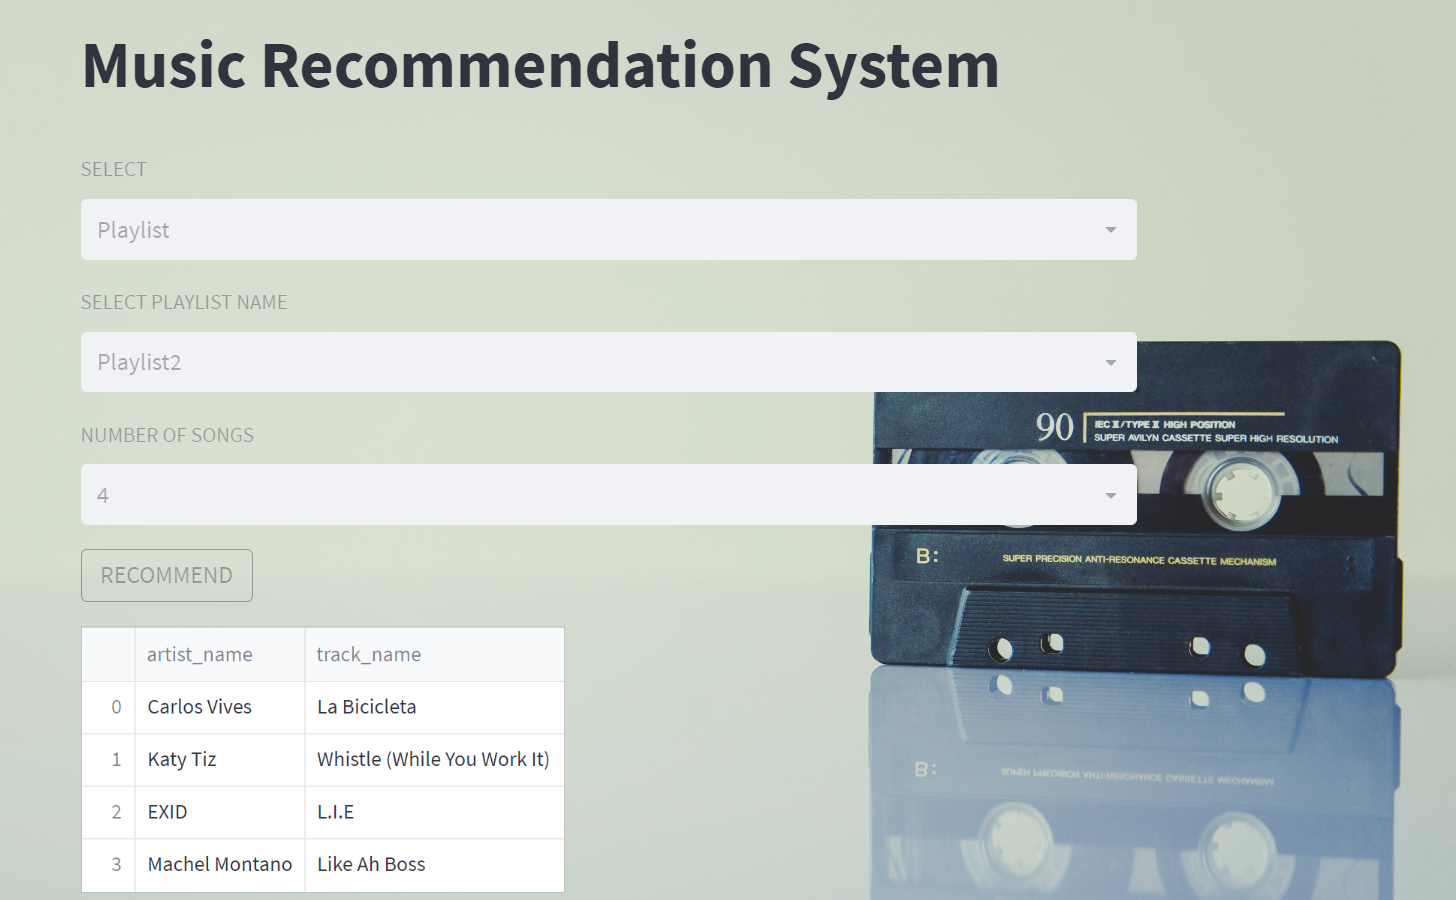 Music Recommendation System
SELECT
Playlist
SELECT PLAYLIST NAME
Playlist2
NUMBER OF SONGS
4
RECOMMEND
artist_name track_name
0 Carlos Vives La Bicicleta
1 Katy Tiz Whistle (While You Work It)
2 EXID L.I.E
3 Machel Montano Like Ah Boss
90
IEC II/TYPE II HIGH POSITION
SUPER AVILYN CASSETTE SUPER HIGH RESOLUTION
B:
SUPER PRECISION ANTI-RESONANCE CASSETTE MECHANISM